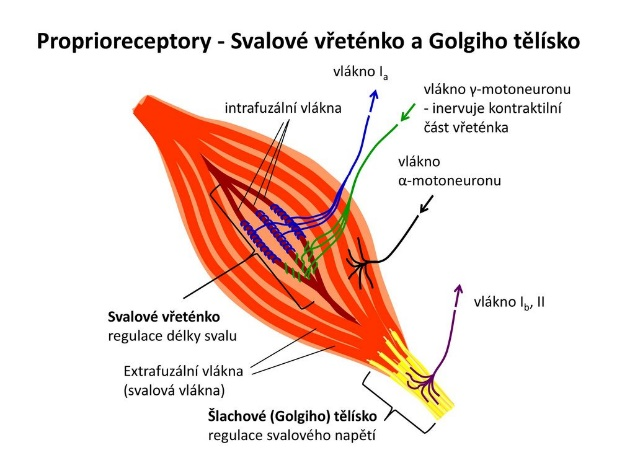 Proprioreceptory - Svalové vřeténko a Golgiho tělísko
vlákno Ia
intrafuzální vlákna
vlákno γ-motoneuronu
- inervuje kontraktilní
část vřeténka
vlákno
α-motoneuronu
vlákno Ib, II
Svalové vřeténko
regulace délky svalu
Extrafuzální vlákna
(svalová vlákna)
Šlachové (Golgiho) tělísko
regulace svalového napětí